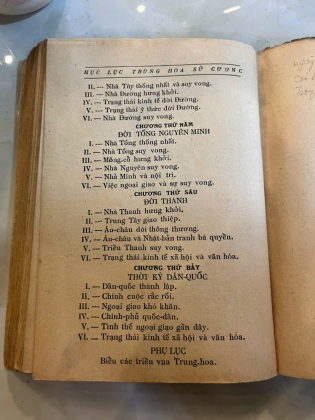 MỤC LỤC TRUNG HOA SỬ CƯƠNG
II. — Nhà Tùy thống nhất và suy vong.
III. — Nhà Đường hưng khởi.
IV. — Trạng thái kinh tế đời Đường.
V. — Trạng thái ý thức đời Đường.
VI. — Nhà Đường suy vong.
CHƯƠNG THỨ NĂM
ĐỜI TỐNG NGUYÊN MINH
I. — Nhà Tống thống nhất.
II. — Nhà Tống suy vong.
III. — Mông-cổ hưng khởi.
IV. — Nhà Nguyên suy vong.
V. — Nhà Minh và nội trị.
VI. — Việc ngoại giao và sự suy vong.
CHƯƠNG THỨ SÁU
ĐỜI THANH
I. — Nhà Thanh hưng khởi.
II. — Trung Tây giao thiệp.
III. — Âu-châu đòi thông thương.
IV. — Âu-châu và Nhật-bản tranh bá quyền.
V. — Triều Thanh suy vong.
VI. — Trạng thái kinh tế xã hội và văn hóa.
CHƯƠNG THỨ BẢY
THỜI KỲ DÂN-QUỐC
I. — Dân-quốc thành lập.
II. — Chính cuộc rắc rối.
III. — Ngoại giao khó khăn.
IV. — Chính-phủ quốc-dân.
V. — Tình thế ngoại giao gần đây.
VI. — Trạng thái kinh tế xã hội và văn hóa.
PHỤ LỤC
Biểu các triều vua Trung-hoa.